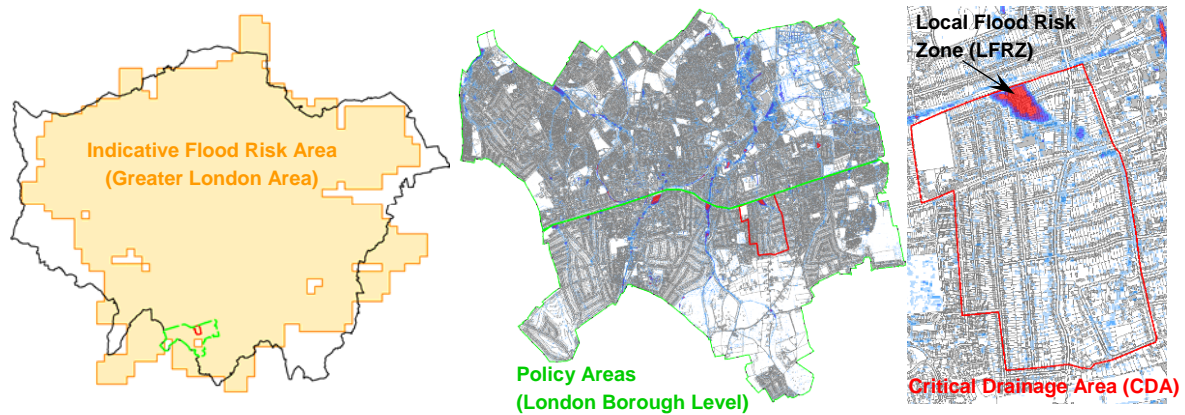 Indicative Flood Risk Area
(Greater London Area)
Policy Areas
(London Borough Level)
Local Flood Risk
Zone (LFRZ)
Critical Drainage Area (CDA)